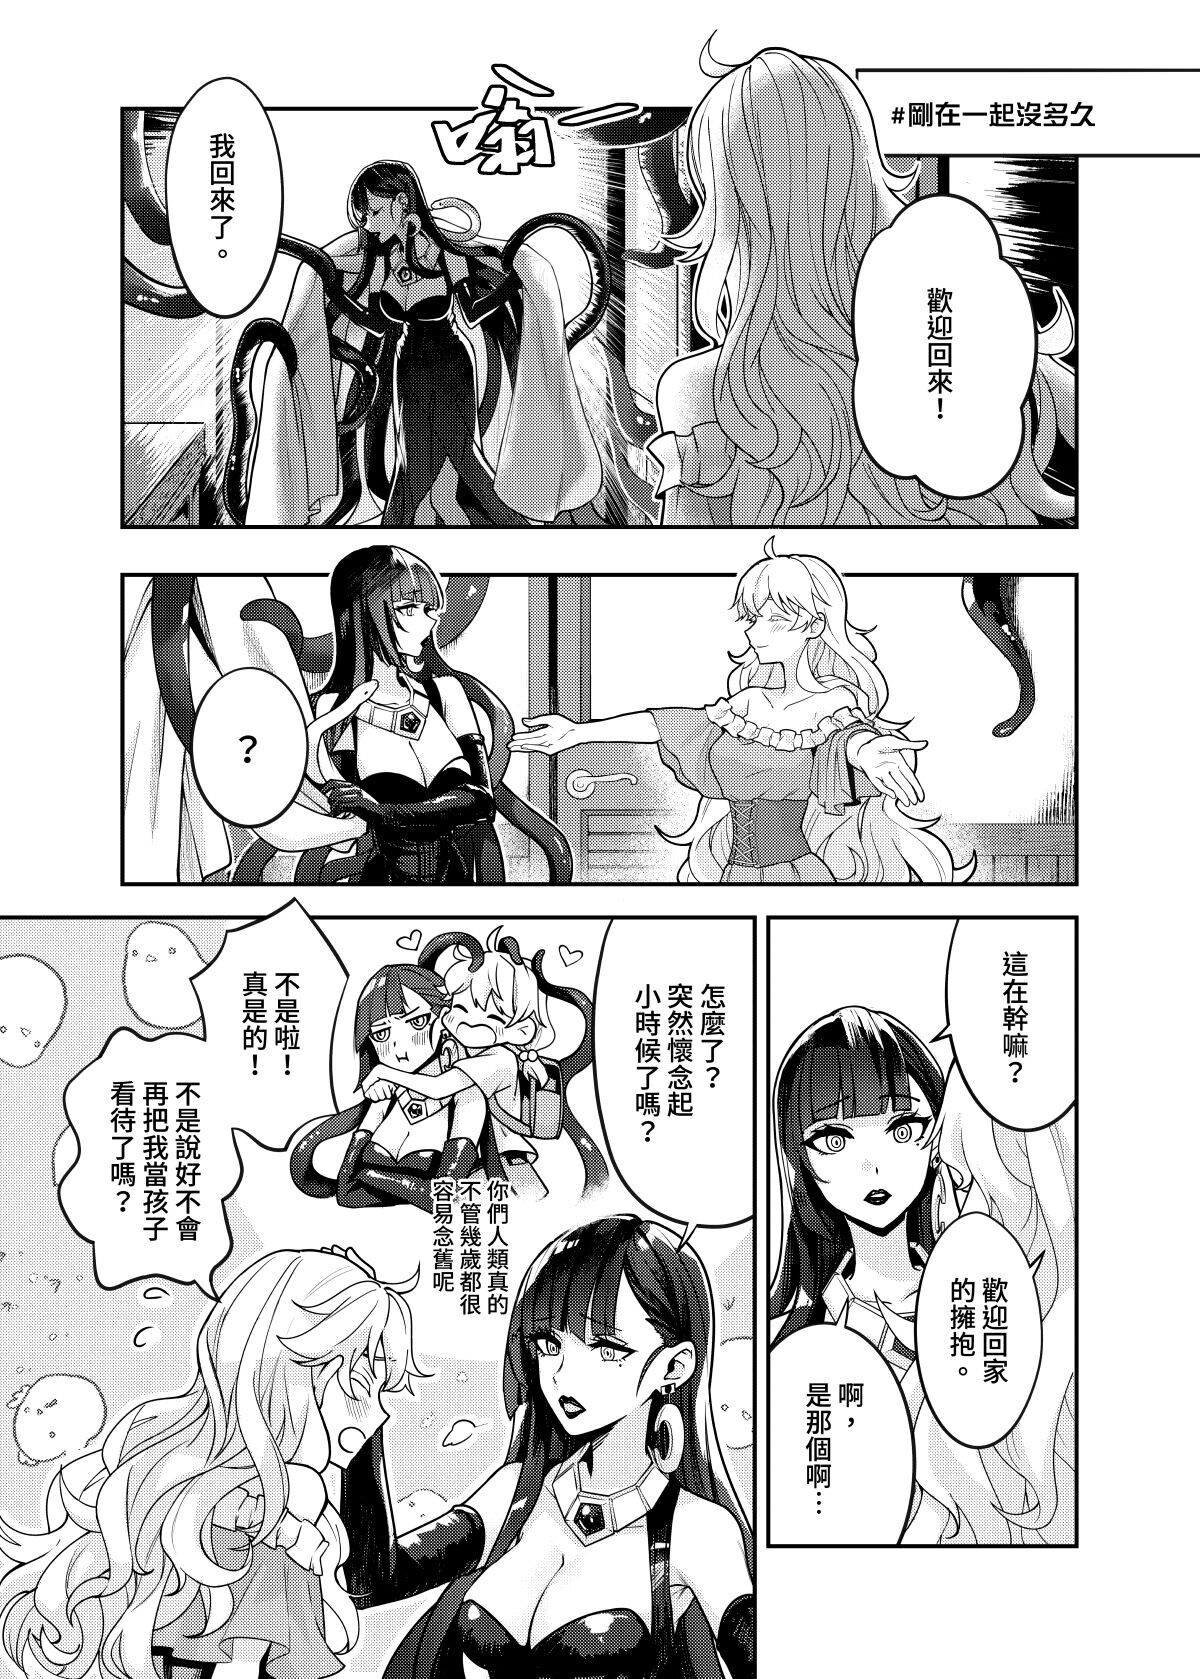 #剛在一起沒多久
歡迎回來！
唰
我回來了。
？
這在幹嘛？
歡迎回家
的擁抱。
啊，
是那個啊…
怎麼了？
突然懷念起
小時候了嗎？
你們人類真的
不管幾歲都很
容易念舊呢
不是啦！
真是的！
不是說好不會
再把我當孩子
看待了嗎？